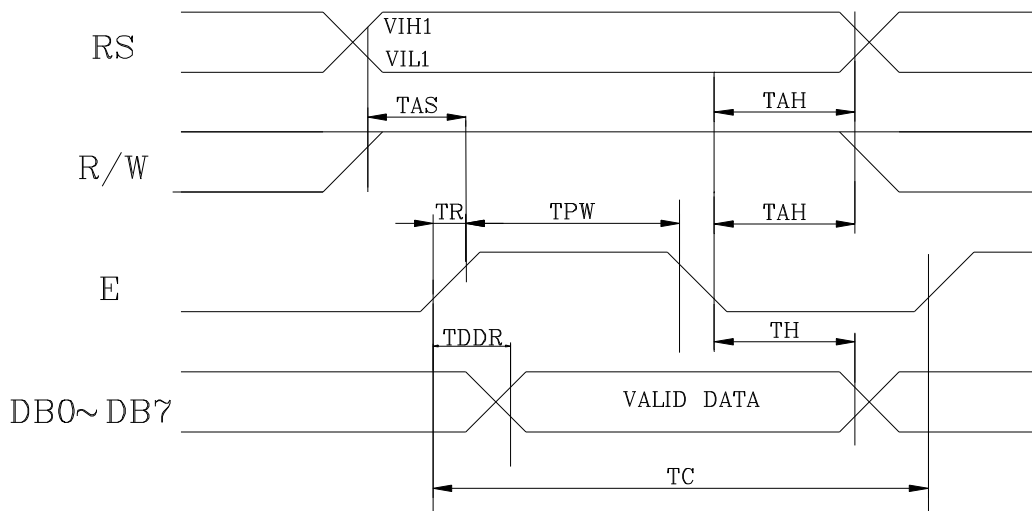 RS
VIH1
VIL1
TAS
TAH
R/W
TR
TPW
TAH
E
TDDR
TH
DB0~DB7
VALID DATA
TC